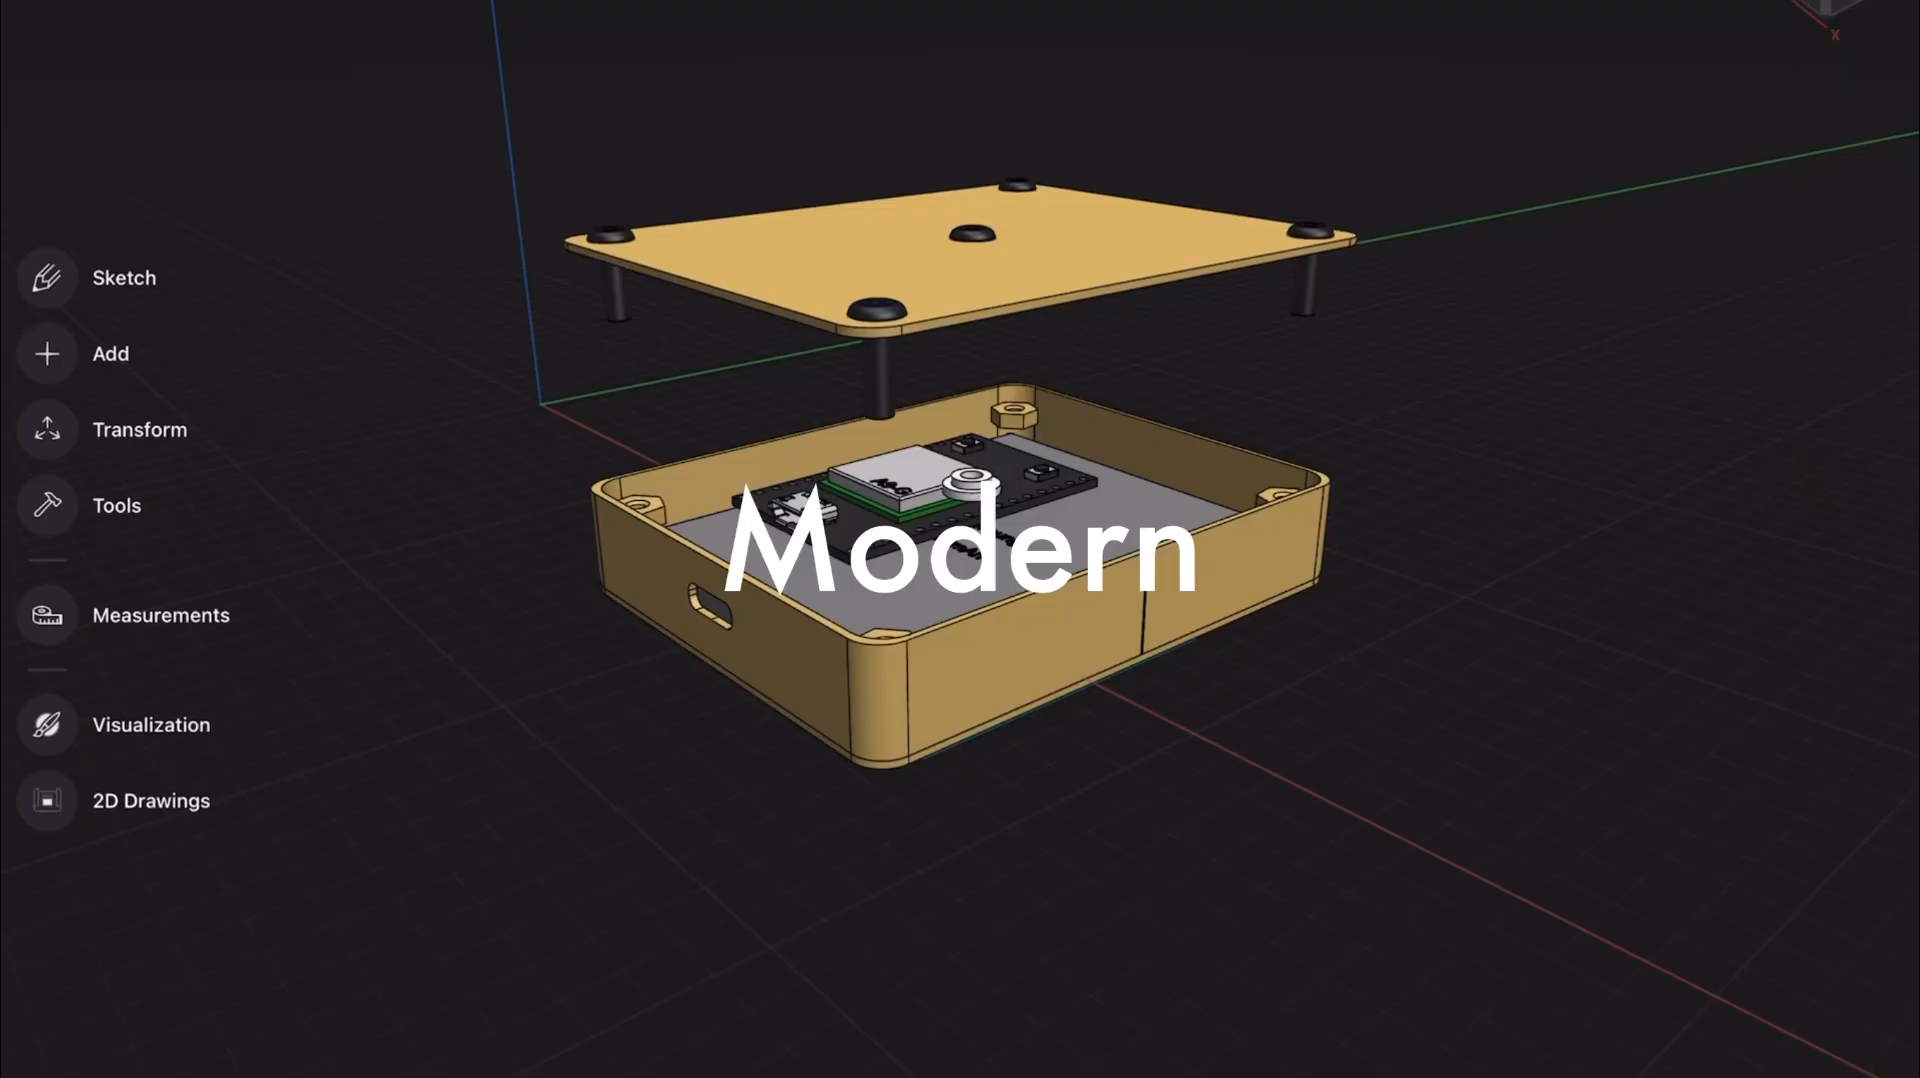 X
Sketch
Add
Transform
Tools
Modern
Measurements
Visualization
2D Drawings